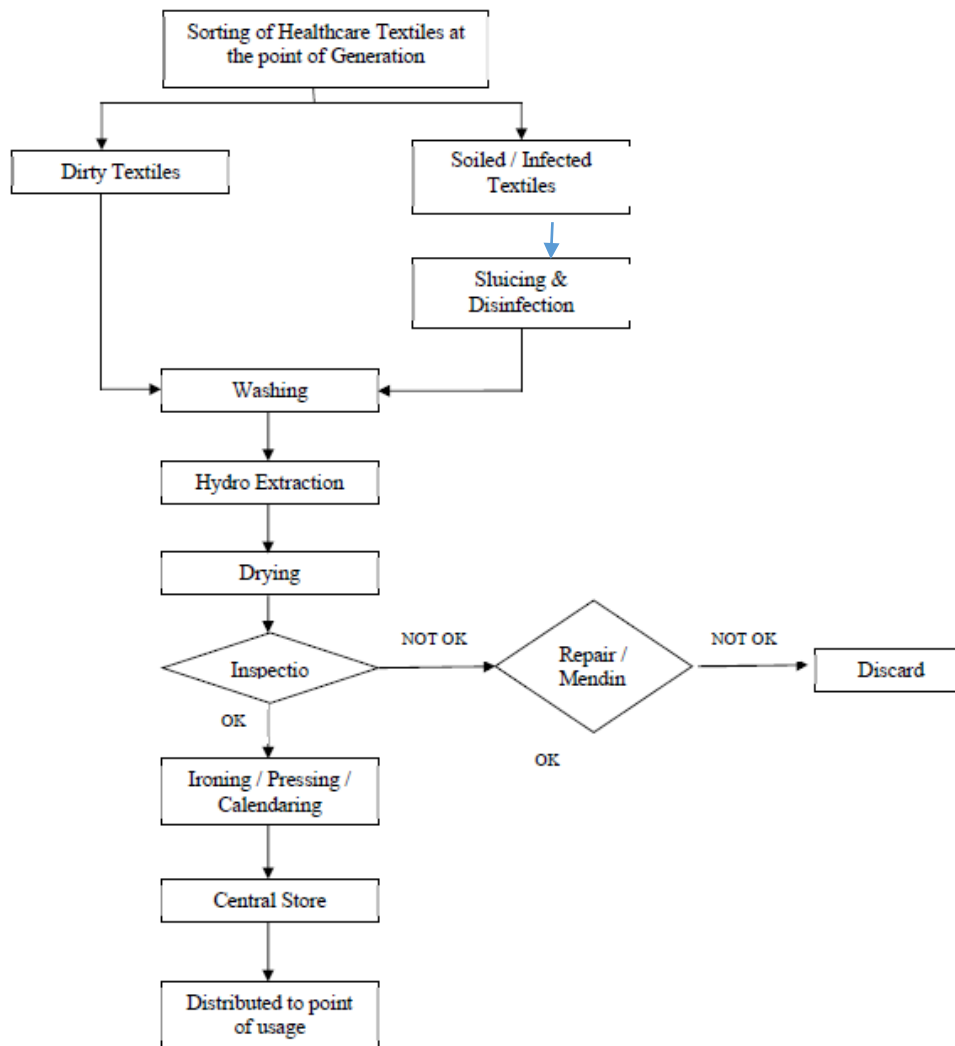 Sorting of Healthcare Textiles at
the point of Generation
Dirty Textiles
Soiled / Infected
Textiles
Sluicing &
Disinfection
Washing
Hydro Extraction
Drying
Inspectio
NOT OK
Repair /
Mendin
NOT OK
Discard
OK
OK
Ironing / Pressing /
Calendaring
Central Store
Distributed to point
of usage